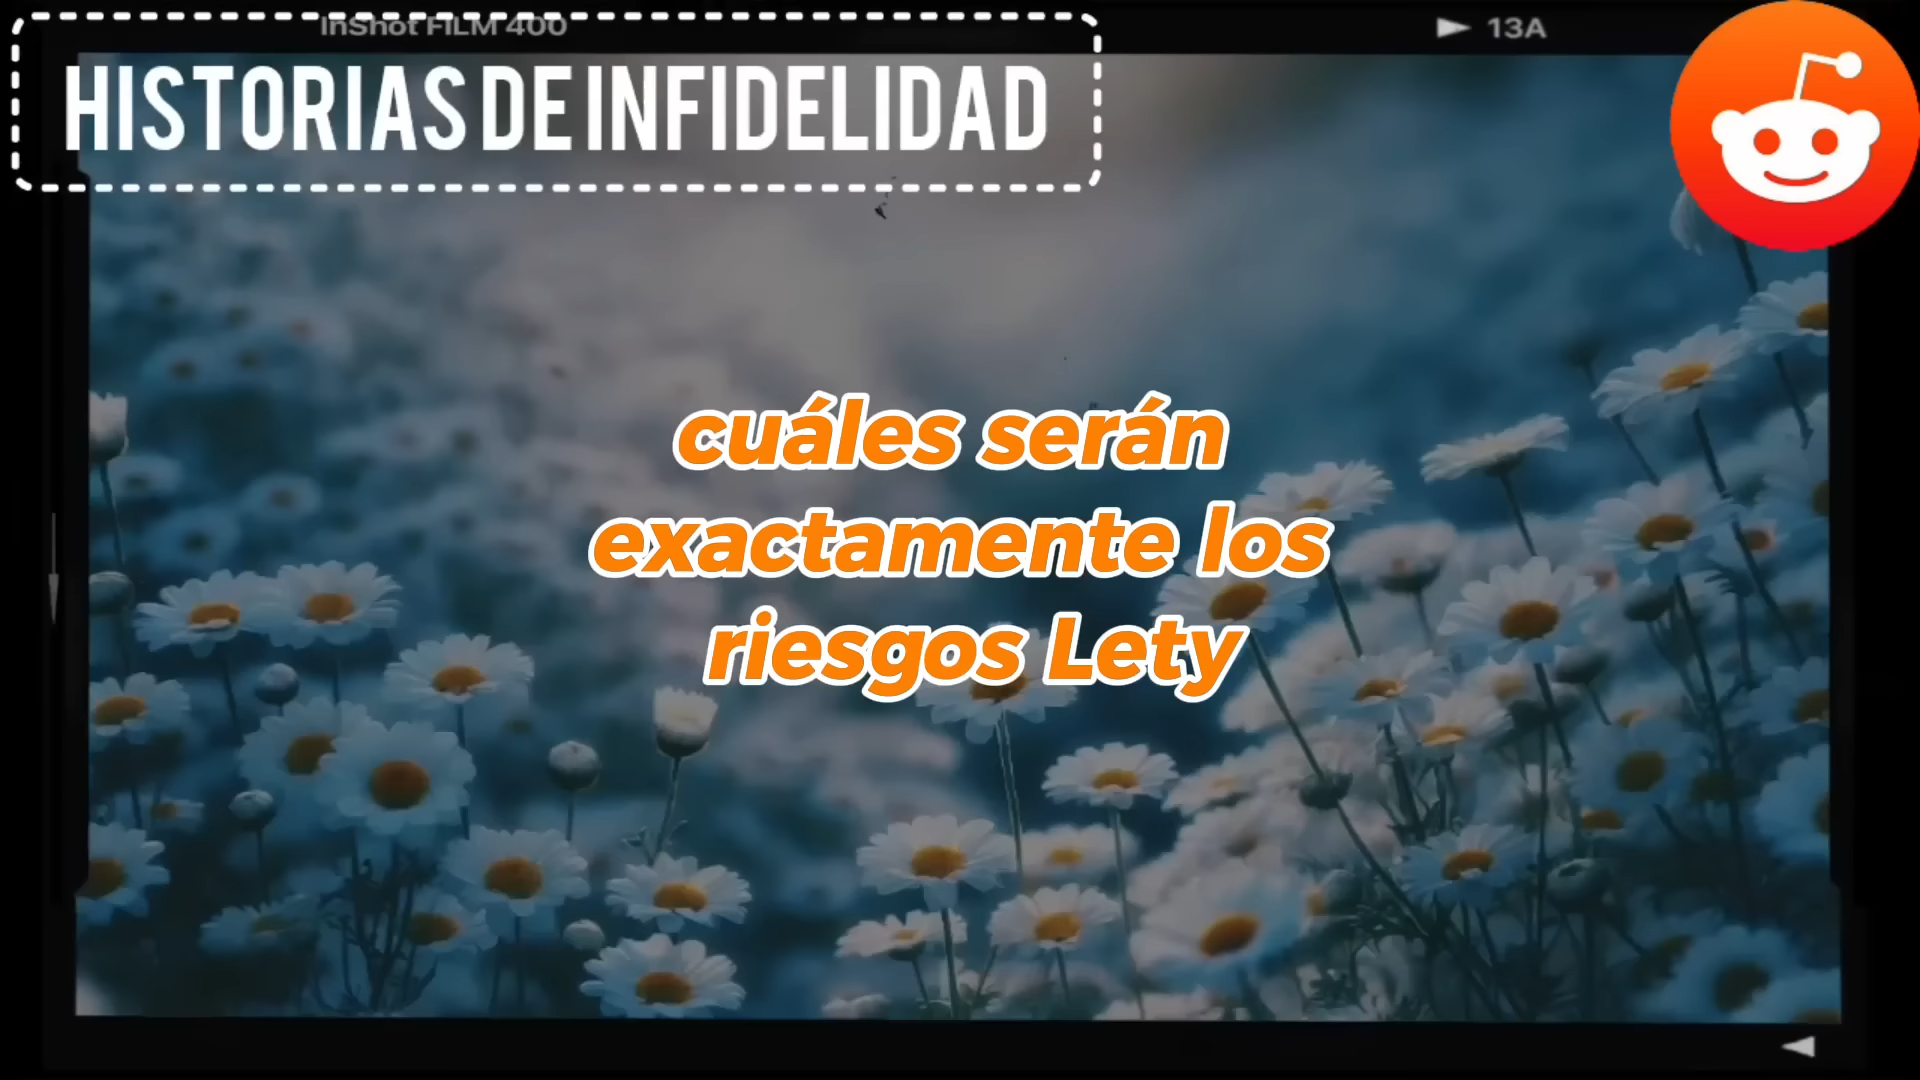 InShot FILM 400
13A
HISTORIAS DE INFIDELIDAD
cuáles serán
exactamente los
riesgos Lety